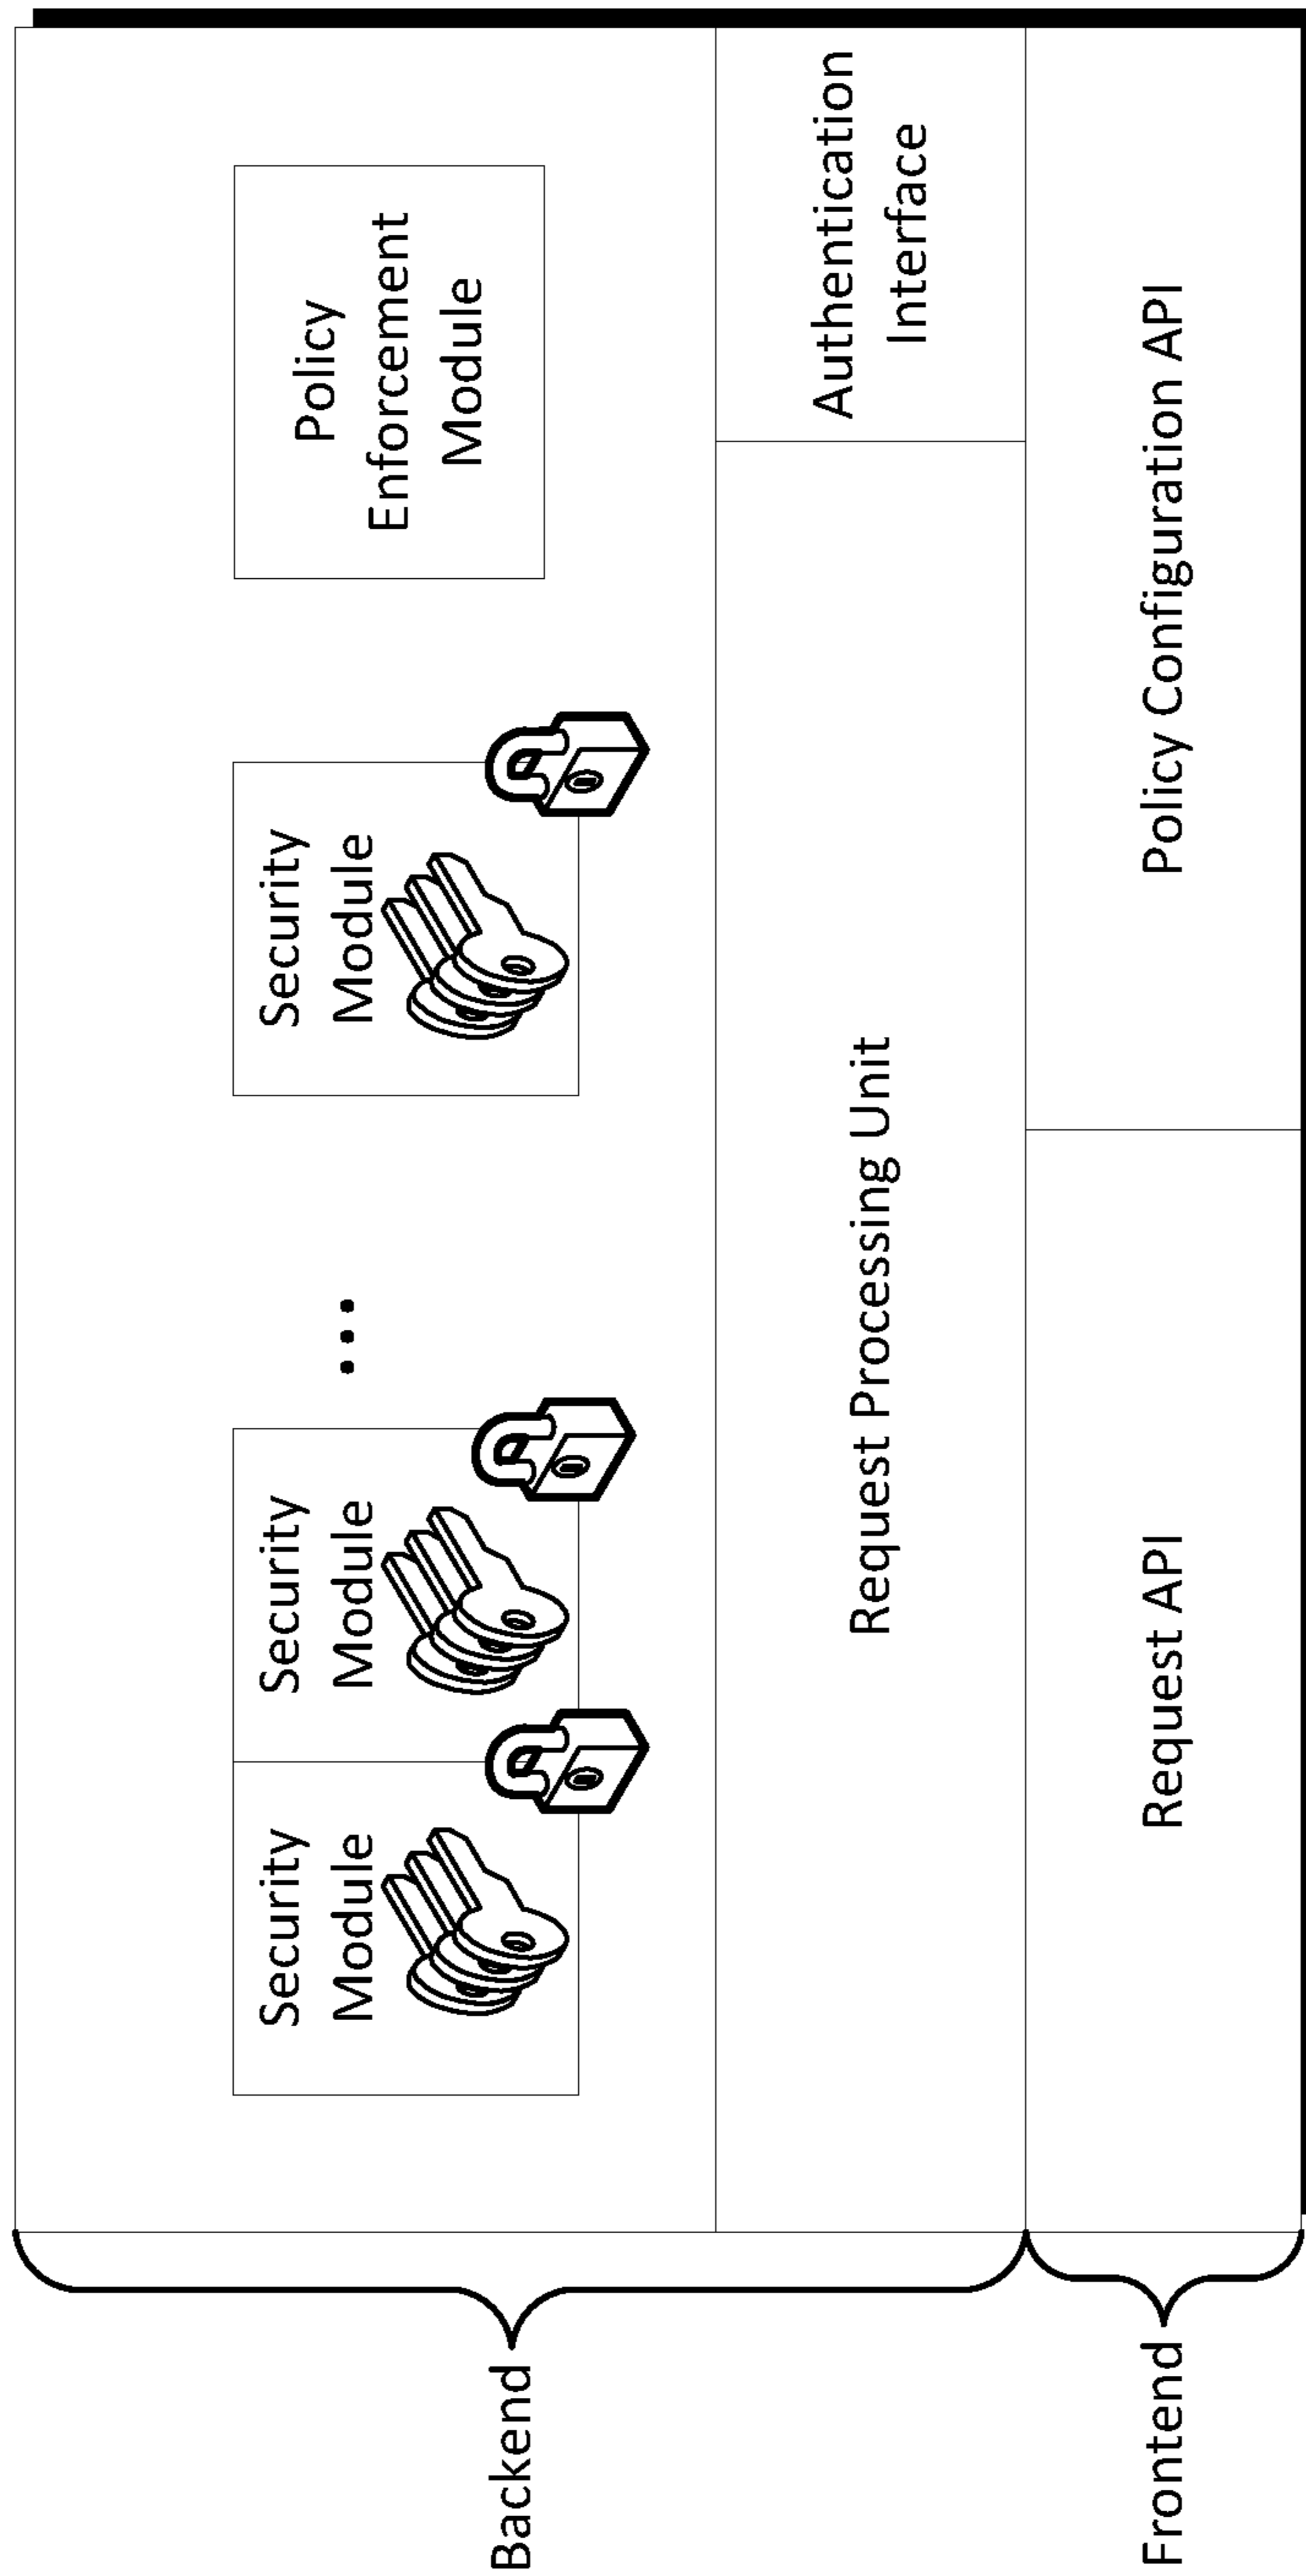 Backend
Security
Module
Security
Module
...
Security
Module
Policy
Enforcement
Module
Request Processing Unit
Authentication
Interface
Frontend
Request API
Policy Configuration API